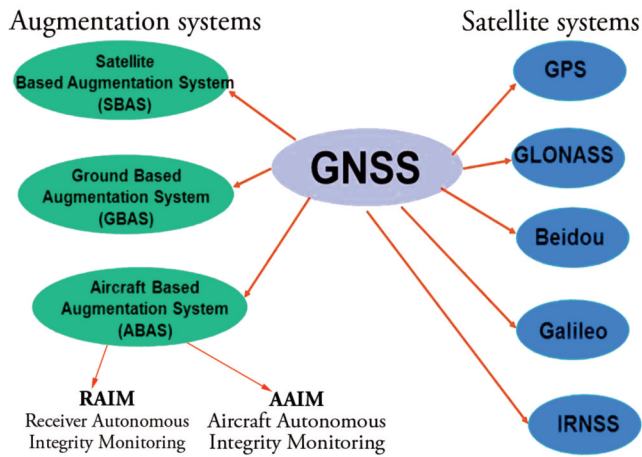 Augmentation systems
Satellite
Based Augmentation System
(SBAS)
Ground Based
Augmentation System
(GBAS)
Aircraft Based
Augmentation System
(ABAS)
RAIM
Receiver Autonomous
Integrity Monitoring
AAIM
Aircraft Autonomous
Integrity Monitoring
GNSS
Satellite systems
GPS
GLONASS
Beidou
Galileo
IRNSS